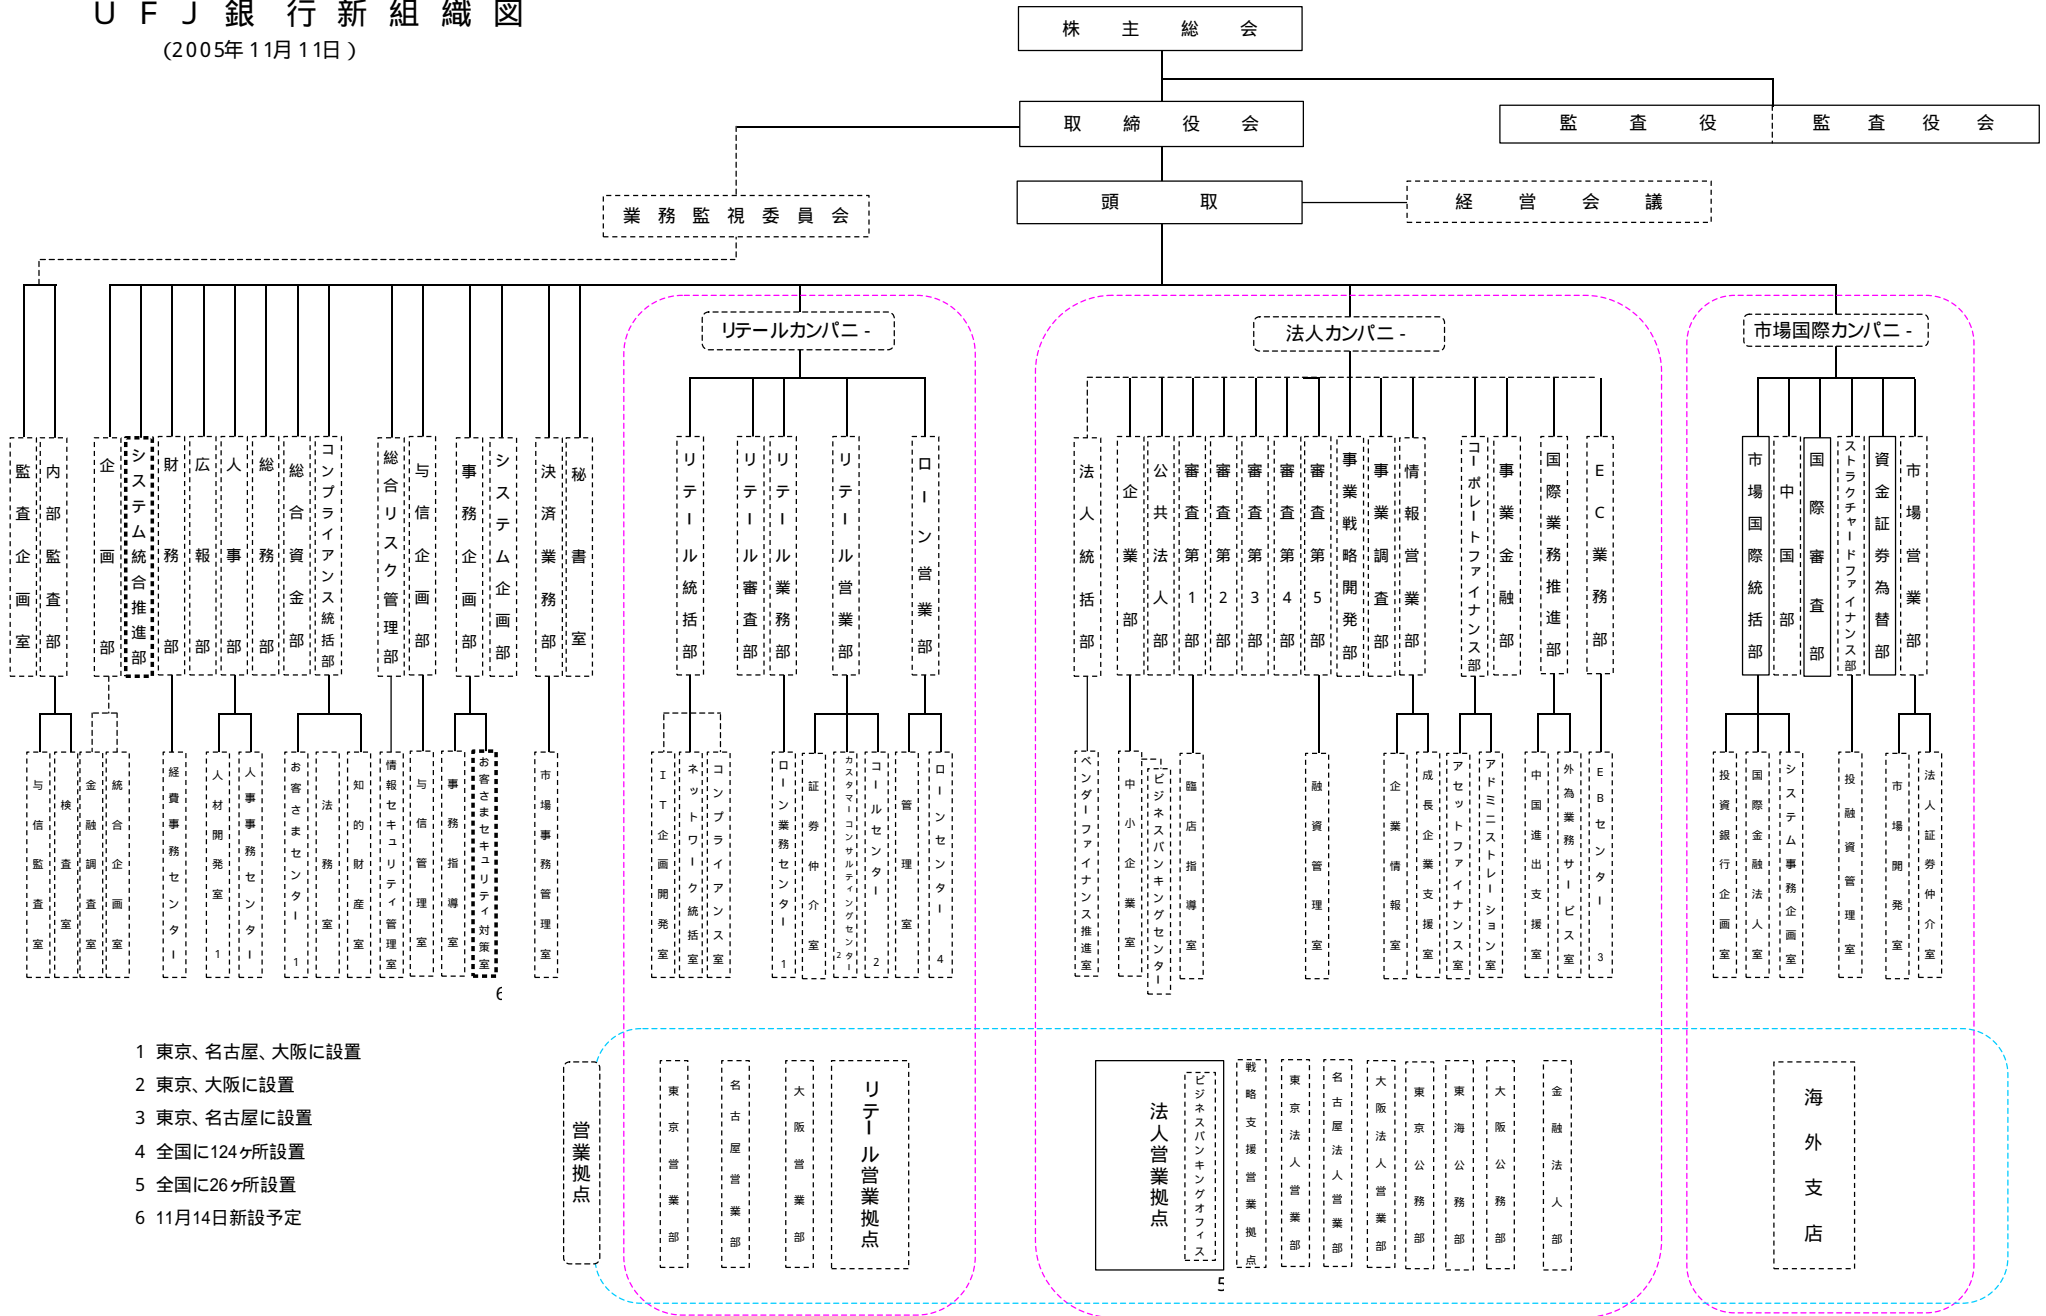 UFJ銀行新組織図
(2005年11月11日)
株主総会
取締役会
監査役
監査役会
頭取
経営会議
業務監視委員会
リテールカンパニ-
法人カンパニ-
市場国際カンパニ-
監査企画室
内部監査部
企画部
システム統合推進部
財務部
広報部
人事部
総務部
総合資金部
コンプライアンス統括部
総合リスク管理部
与信企画部
事務企画部
システム企画部
決済業務部
秘書室
リテール統括部
リテール審査部
リテール業務部
リテール営業部
ローン営業部
法人統括部
企業部
公共法人部
審査第1部
審査第2部
審査第3部
審査第4部
審査第5部
事業戦略開発部
事業調査部
情報営業部
コーポレートファイナンス部
事業金融部
国際業務推進部
EC業務部
市場国際統括部
中国部
国際審査部
ストラクチャードファイナンス部
資金証券為替部
市場営業部
与信監査室
検査室
金融調査室
統合企画室
経費事務センター
人材開発室 1
人事事務センター
お客さまセンター 1
法務室
知的財産室
情報セキュリティ管理室
与信管理室
事務指導室
お客さまセキュリティ対策室
6
市場事務管理室
IT企画開発室
ネットワーク統括室
コンプライアンス室
ローン業務センター 1
証券仲介室
カスタマーコンサルティングセンター 2
コールセンター 2
管理室
ローンセンター 4
ベンダーファイナンス推進室
中小企業室
ビジネスバンキングセンター
臨店指導室
融資管理室
企業情報室
成長企業支援室
アセットファイナンス室
アドミニストレーション室
中国進出支援室
外為業務サービス室
EBセンター 3
投資銀行企画室
国際金融法人室
システム事務企画室
投融資管理室
市場開発室
法人証券仲介室
1 東京、名古屋、大阪に設置
2 東京、大阪に設置
3 東京、名古屋に設置
4 全国に124ヶ所設置
5 全国に26ヶ所設置
6 11月14日新設予定
営業拠点
東京営業部
名古屋営業部
大阪営業部
リテール営業拠点
法人営業拠点
ビジネスバンキングオフィス
5
戦略支援営業拠点
東京法人営業部
名古屋法人営業部
大阪法人営業部
東京公務部
東海公務部
大阪公務部
金融法人部
海外支店